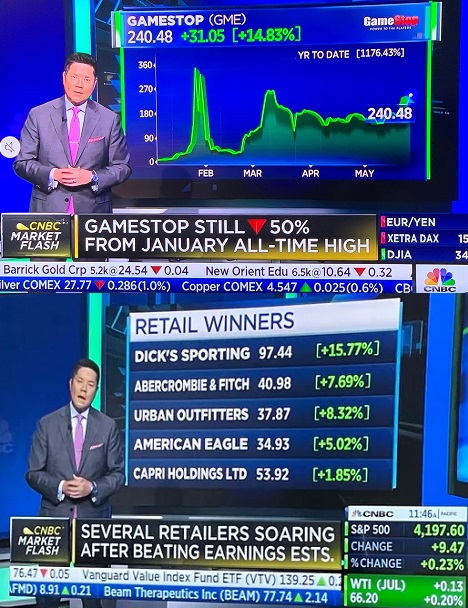 GAMESTOP (GME)
240.48 +31.05 [+14.83%]
GameStop
POWER TO THE PLAYERS
YR TO DATE [1176.43%]
360
270
180
90
0
240.48
FEB MAR APR MAY
CNBC
MARKET
FLASH
GAMESTOP STILL ▼ 50%
FROM JANUARY ALL-TIME HIGH
EUR/YEN
XETRA DAX 15
DJIA 34
Barrick Gold Crp 5.2k@24.54 ▼ 0.04 New Orient Edu 6.5k@10.64 ▼ 0.32
CNBC
ilver COMEX 27.77 ▼ 0.286(1.0%) Copper COMEX 4.547 ▲ 0.025(0.6%) CB
RETAIL WINNERS
DICK'S SPORTING 97.44 [+15.77%]
ABERCROMBIE & FITCH 40.98 [+7.69%]
URBAN OUTFITTERS 37.87 [+8.32%]
AMERICAN EAGLE 34.93 [+5.02%]
CAPRI HOLDINGS LTD 53.92 [+1.85%]
CNBC
MARKET
FLASH
SEVERAL RETAILERS SOARING
AFTER BEATING EARNINGS ESTS.
CNBC 11:46A PACIFIC
S&P 500 4,197.60
CHANGE +9.47
% CHANGE +0.23%
WTI (JUL) +0.13
66.20 +0.20%
76.47 ▼ 0.05 Vanguard Value Index Fund ETF (VTV) 139.25 ▲ 0.
FMD) 8.91 ▲ 0.21 Beam Therapeutics Inc (BEAM) 77.74 ▲ 2.14